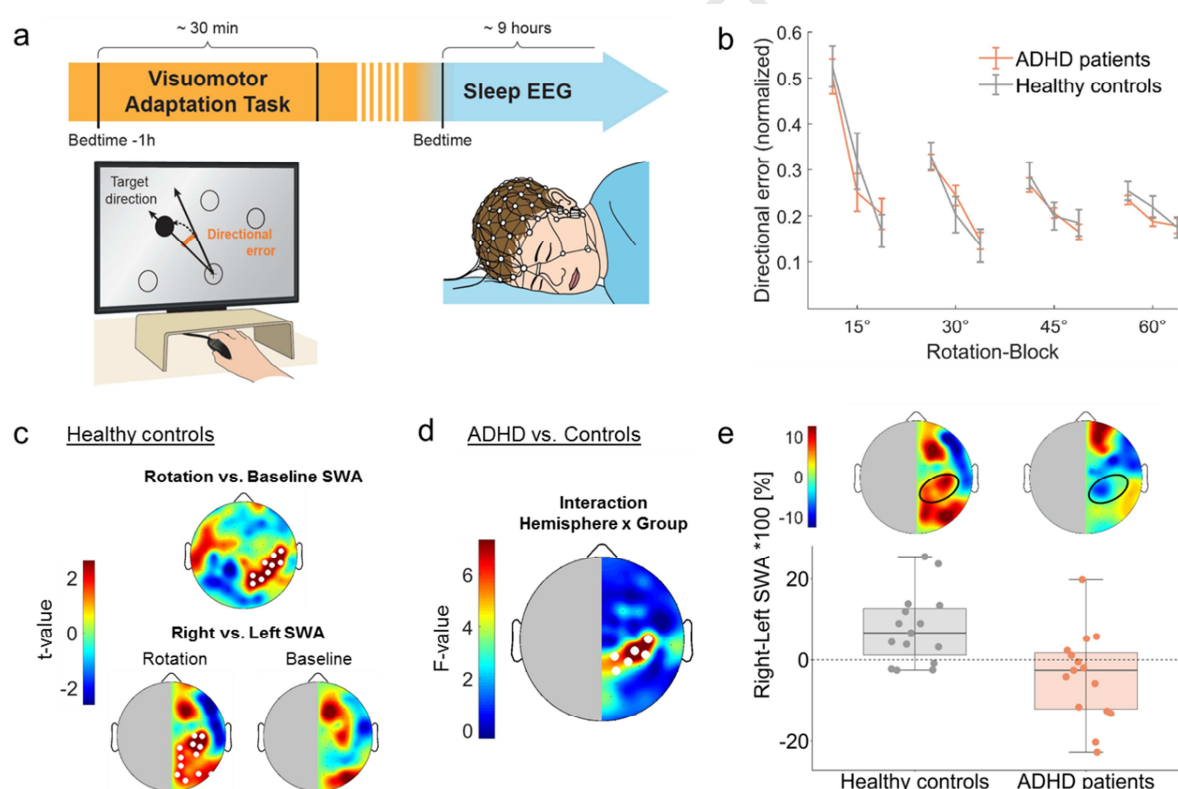 a
~ 30 min
~ 9 hours
Visuomotor
Adaptation Task
Sleep EEG
Bedtime -1h
Bedtime
Target
direction
Directional
error
b
0.6
0.5
0.4
0.3
0.2
0.1
Directional error (normalized)
ADHD patients
Healthy controls
15°
30°
45°
60°
Rotation-Block
c
Healthy controls
Rotation vs. Baseline SWA
2
0
-2
t-value
Right vs. Left SWA
Rotation
Baseline
d
ADHD vs. Controls
Interaction
Hemisphere x Group
6
4
2
0
F-value
e
10
0
-10
Right-Left SWA *100 [%]
20
0
-20
Healthy controls
ADHD patients